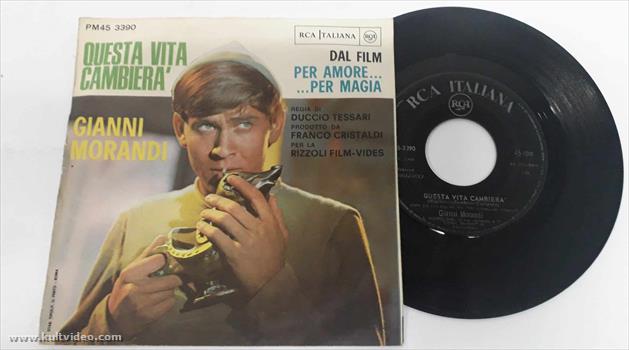 PM45 3390
RCA ITALIANA
RCA
QUESTA VITA
CAMBIERA'
DAL FILM
PER AMORE...
...PER MAGIA
GIANNI
MORANDI
REGIA DI
DUCCIO TESSARI
PRODOTTO DA
FRANCO CRISTALDI
PER LA
RIZZOLI FILM-VIDES
RCA ITALIANA
RCA
QUESTA VITA CAMBIERA'
Gianni Morandi
www.kultvideo.com